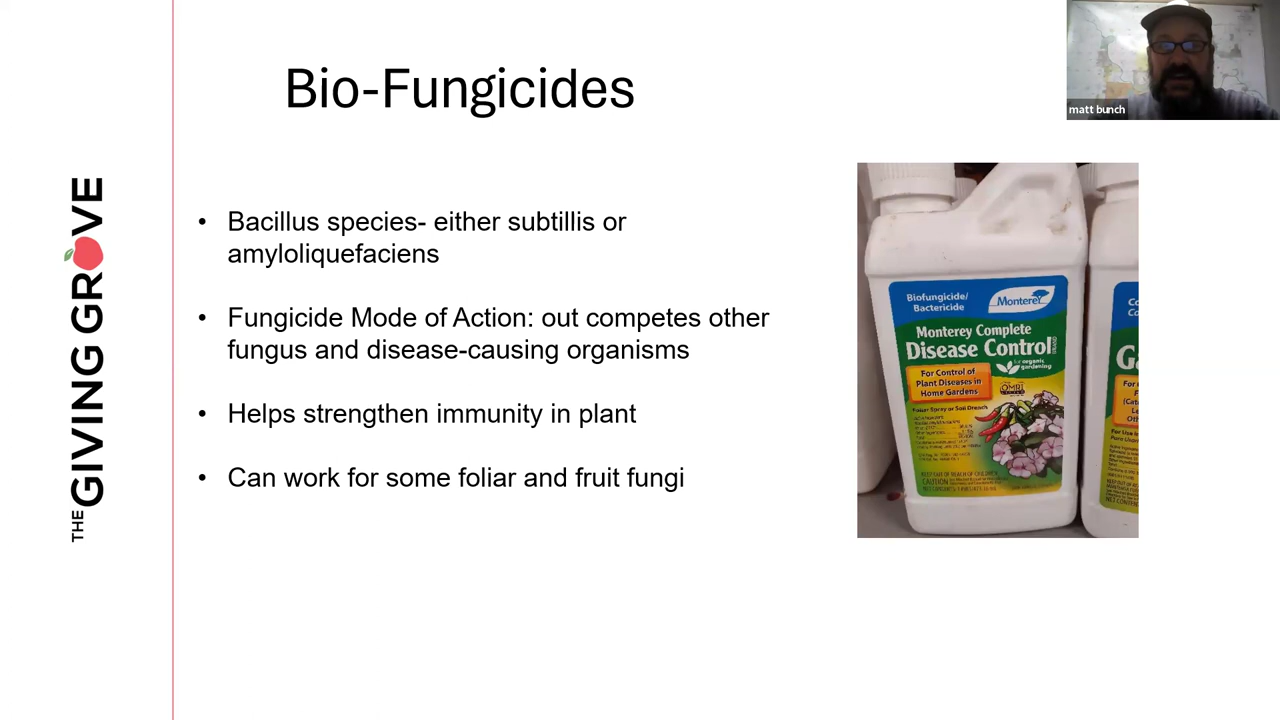 Bio-Fungicides
matt bunch
THE GIVING GROVE
• Bacillus species- either subtillis or
amyloliquefaciens
• Fungicide Mode of Action: out competes other
fungus and disease-causing organisms
• Helps strengthen immunity in plant
• Can work for some foliar and fruit fungi
Biofungicide/
Bactericide
Monterey
Monterey Complete
Disease Control
for organic
gardening
For Control of
Plant Diseases in
Home Gardens
OMRI
Foliar Spray or Soil Drench
KEEP OUT OF REACH OF CHILDREN
CAUTION